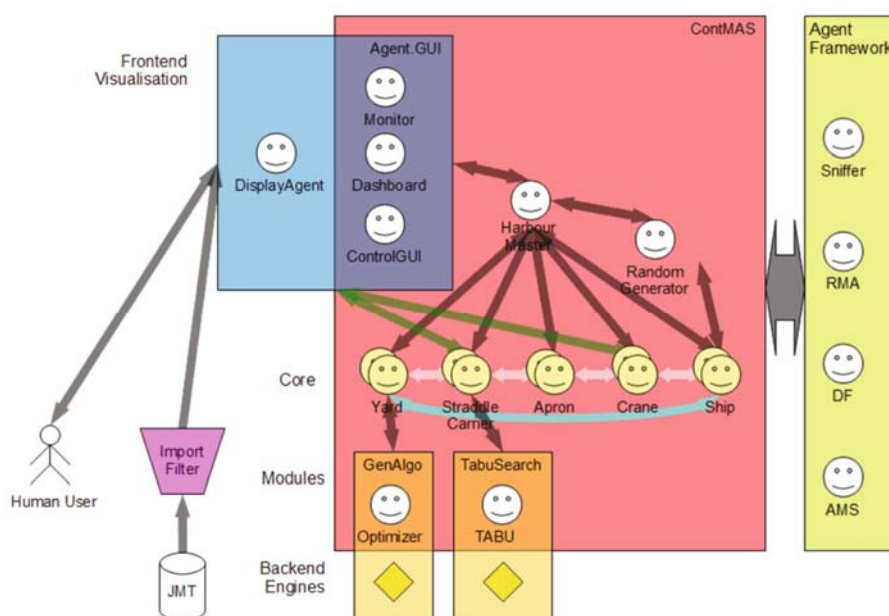 ContMAS
Agent
Framework
Frontend
Visualisation
Agent.GUI
Monitor
DisplayAgent
Dashboard
ControlGUI
Harbour
Master
Random
Generator
Sniffer
RMA
DF
AMS
Core
Yard
Straddle
Carrier
Apron
Crane
Ship
Human User
Import
Filter
JMT
Modules
GenAlgo
TabuSearch
Optimizer
TABU
Backend
Engines